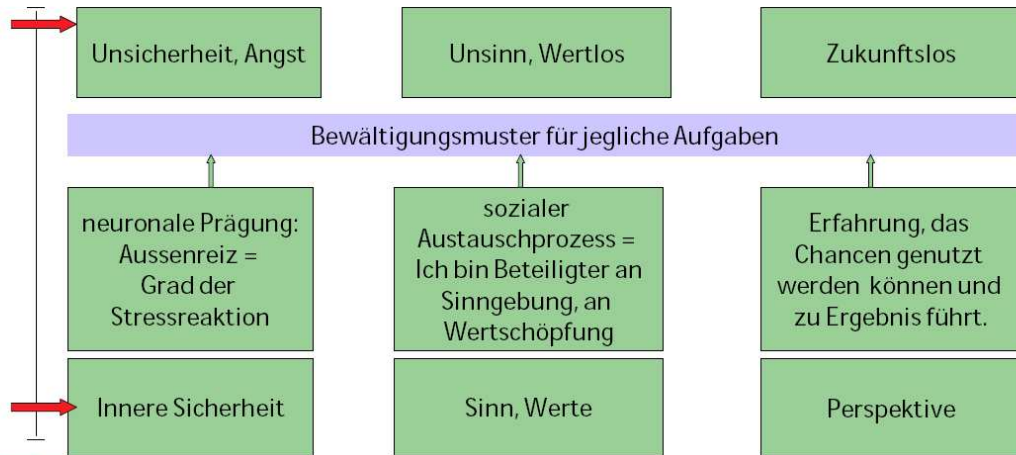 Unsicherheit, Angst
Unsinn, Wertlos
Zukunftslos
Bewältigungsmuster für jegliche Aufgaben
neuronale Prägung:
Aussenreiz =
Grad der
Stressreaktion
sozialer
Austauschprozess =
Ich bin Beteiligter an
Sinngebung, an
Wertschöpfung
Erfahrung, das
Chancen genutzt
werden können und
zu Ergebnis führt.
Innere Sicherheit
Sinn, Werte
Perspektive